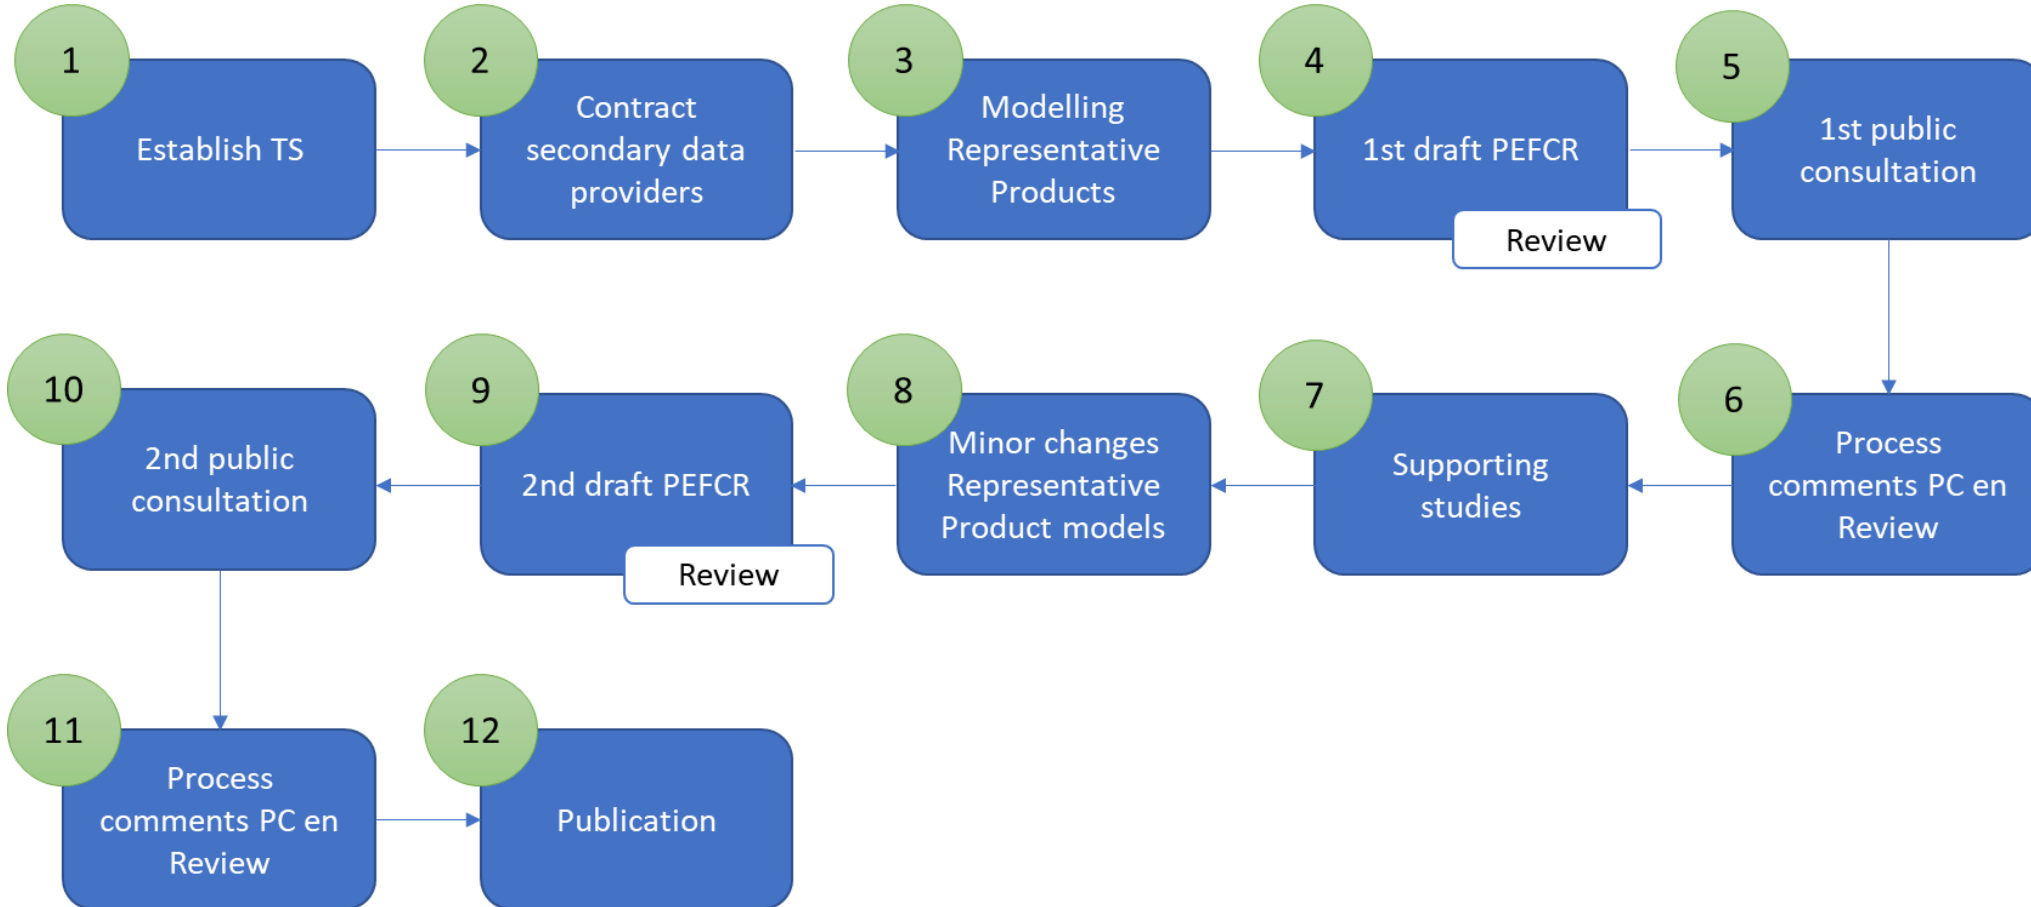 1
Establish TS
2
Contract
secondary data
providers
3
Modelling
Representative
Products
4
1st draft PEFCR
Review
5
1st public
consultation
6
Process
comments PC en
Review
7
Supporting
studies
8
Minor changes
Representative
Product models
9
2nd draft PEFCR
Review
10
2nd public
consultation
11
Process
comments PC en
Review
12
Publication